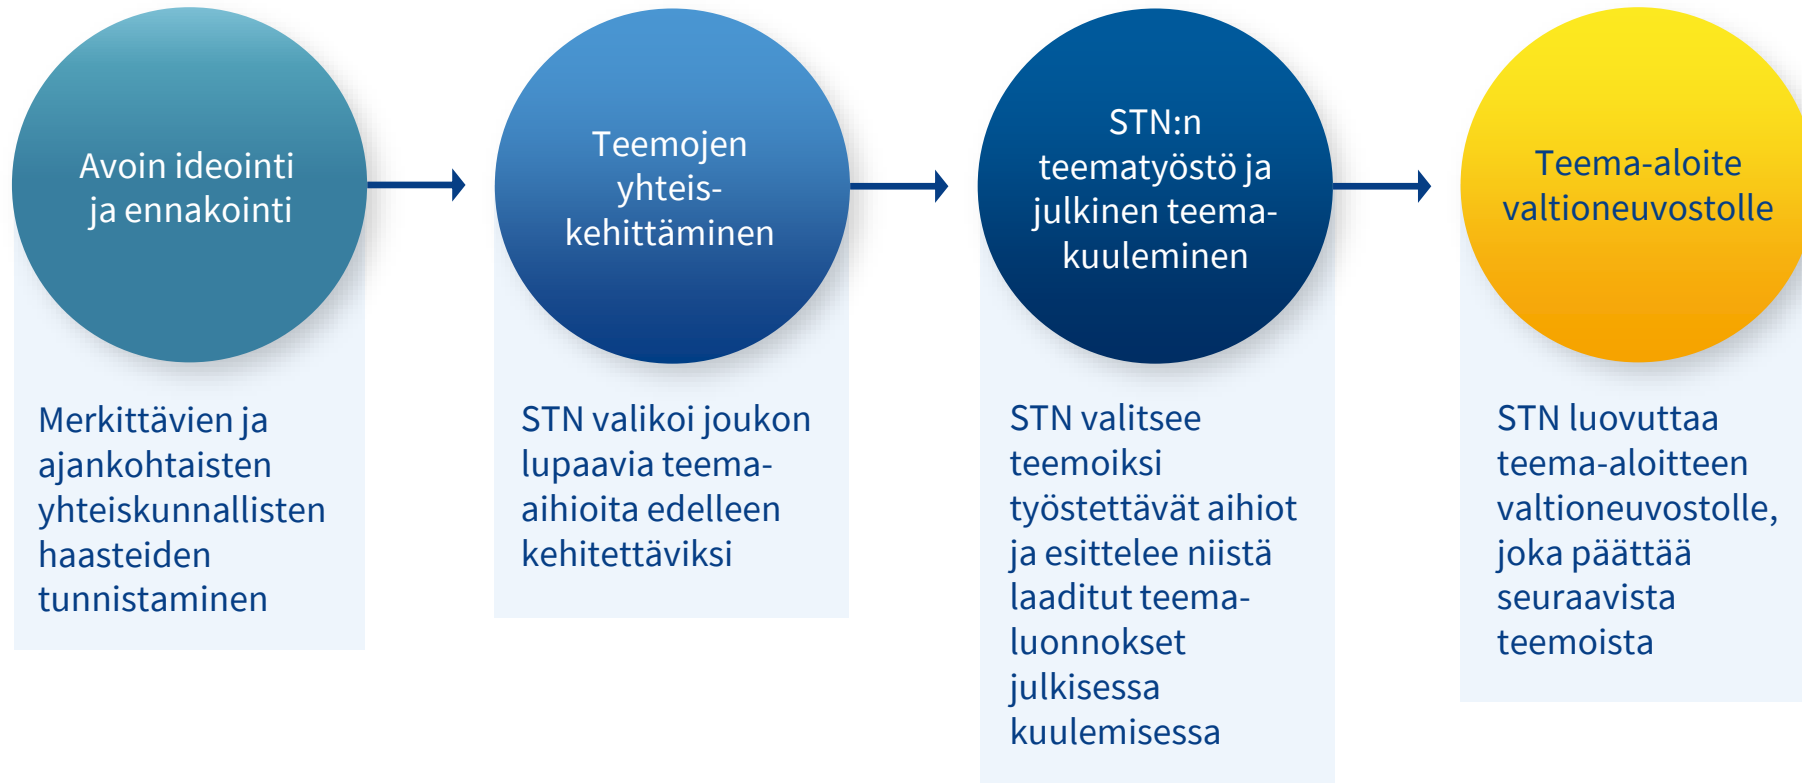 Avoin ideointi
ja ennakointi
Merkittävien ja
ajankohtaisten
yhteiskunnallisten
haasteiden
tunnistaminen
Teemojen
yhteis-
kehittäminen
STN valikoi joukon
lupaavia teema-
aihioita edelleen
kehitettäviksi
STN:n
teematyöstö ja
julkinen teema-
kuuleminen
STN valitsee
teemoiksi
työstettävät aihiot
ja esittelee niistä
laaditut teema-
luonnokset
julkisessa
kuulemisessa
Teema-aloite
valtioneuvostolle
STN luovuttaa
teema-aloitteen
valtioneuvostolle,
joka päättää
seuraavista
teemoista